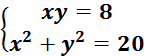 xy = 8
x² + y² = 20